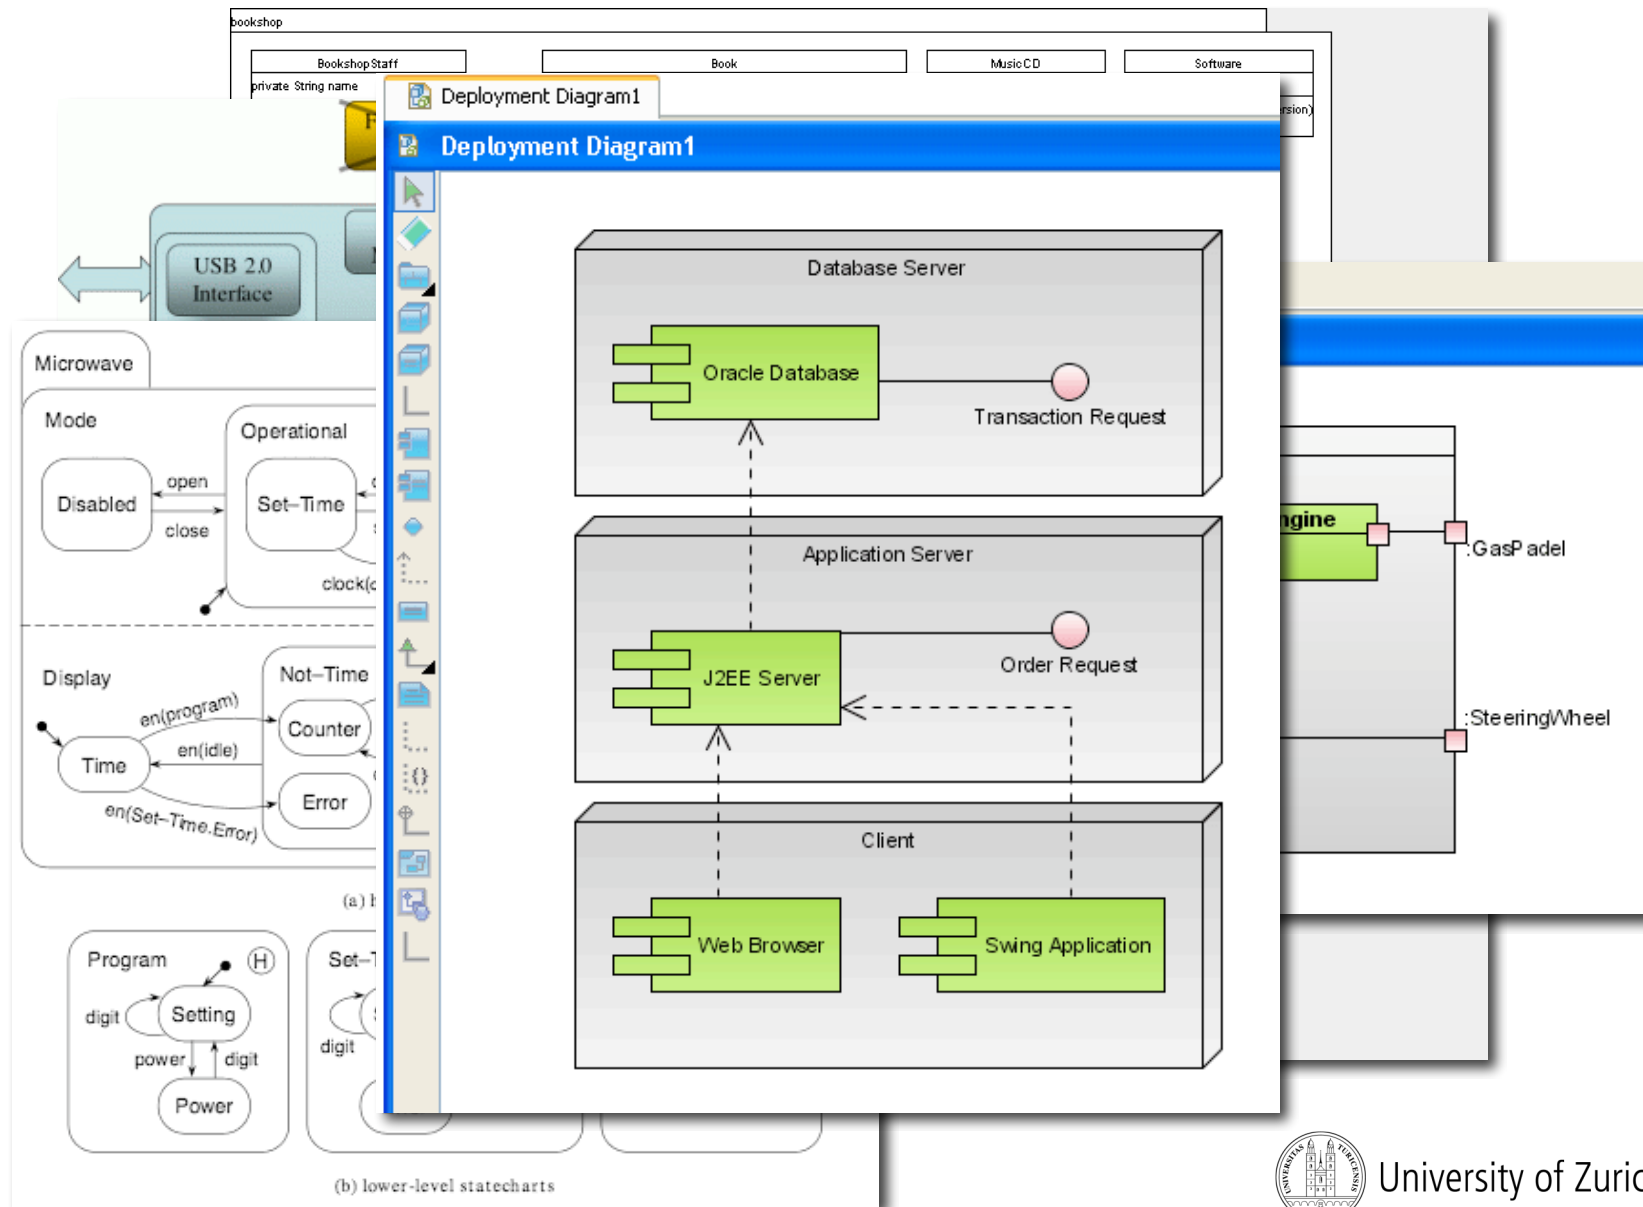 bookshop
BookshopStaff
Book
MusicCD
Software
private String name
Deployment Diagram1
Deployment Diagram1
USB 2.0
Interface
Database Server
Oracle Database
Transaction Request
Application Server
J2EE Server
Order Request
Client
Web Browser
Swing Application
:GasPadel
:SteeringWheel
Microwave
Mode
Operational
Disabled
open
close
Set–Time
Display
Not–Time
en(program)
Counter
en(idle)
Time
Error
en(Set–Time.Error)
(a)
Program
H
digit
Setting
power
digit
Power
digit
(b) lower-level statecharts
UNIVERSITAS
TURICENSIS
University of Zuric